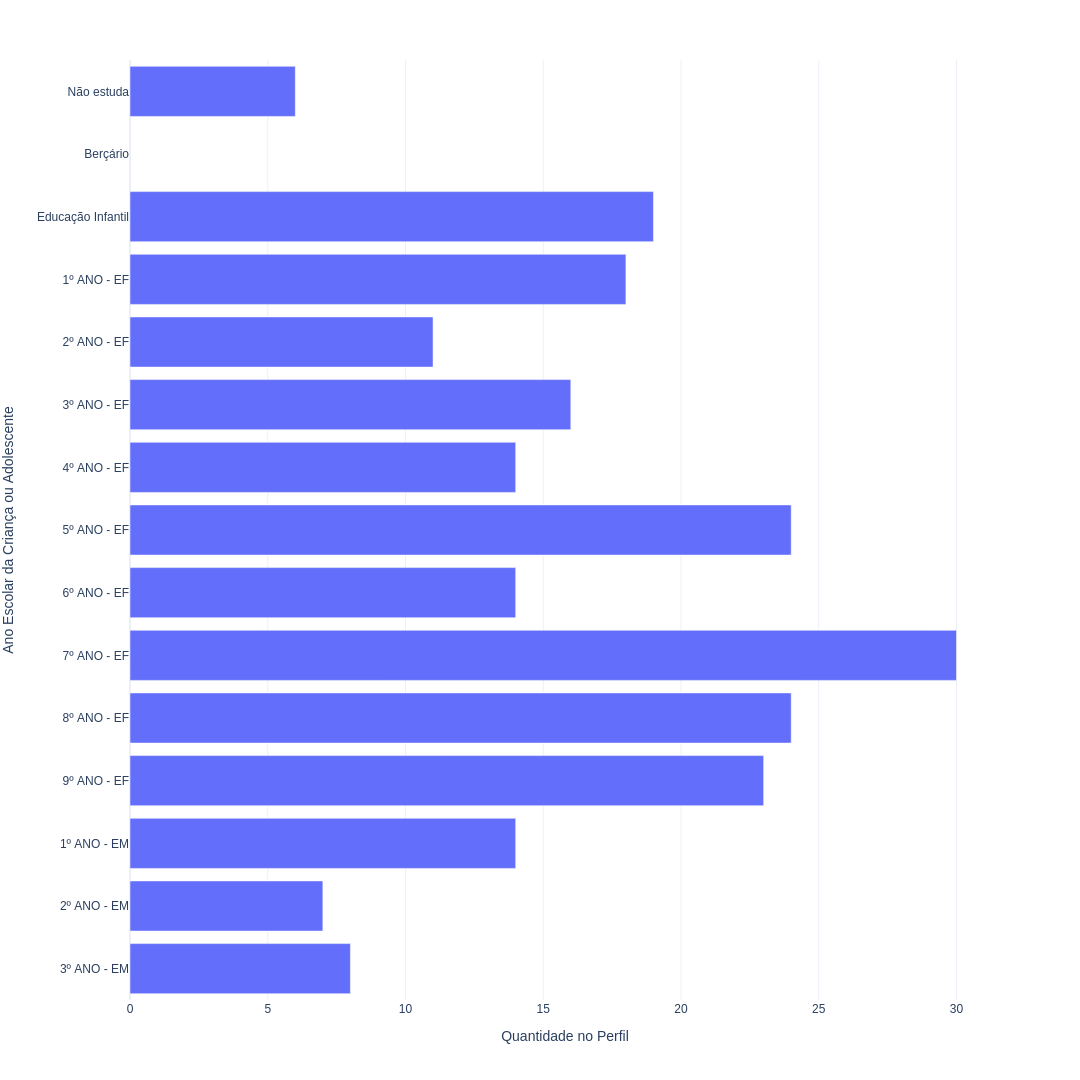 Não estuda
Berçário
Educação Infantil
1º ANO - EF
2º ANO - EF
3º ANO - EF
4º ANO - EF
5º ANO - EF
6º ANO - EF
7º ANO - EF
8º ANO - EF
9º ANO - EF
1º ANO - EM
2º ANO - EM
3º ANO - EM
Ano Escolar da Criança ou Adolescente
0 5 10 15 20 25 30
Quantidade no Perfil